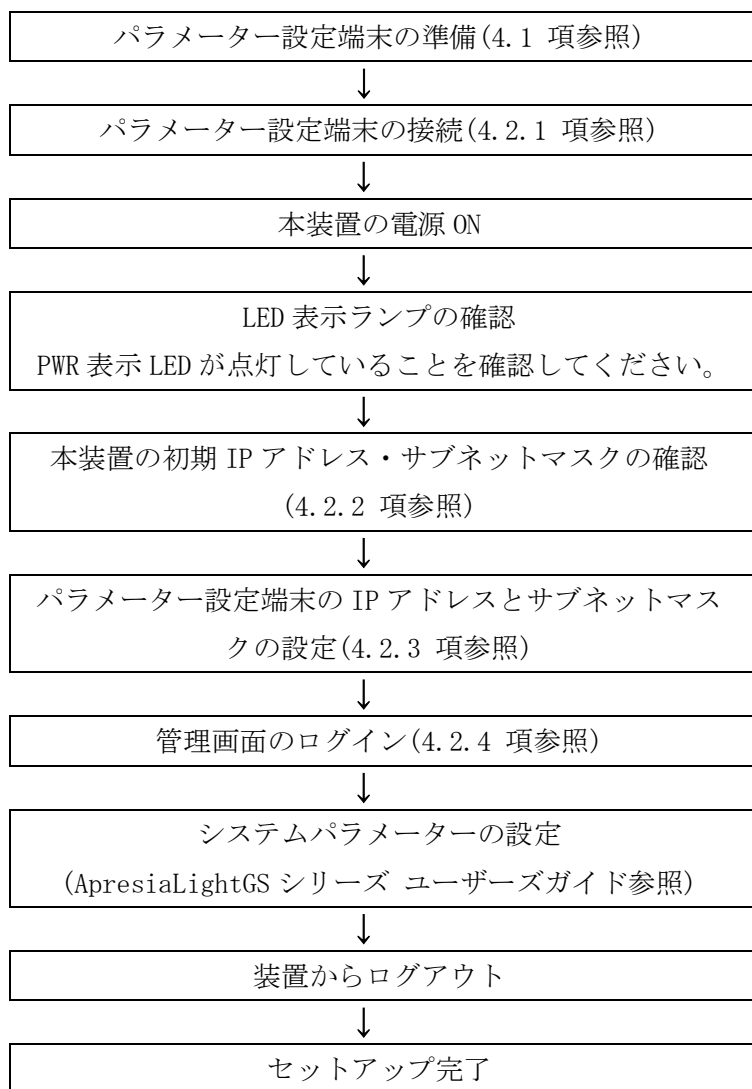 パラメーター設定端末の準備(4.1 項参照)
↓
パラメーター設定端末の接続(4.2.1 項参照)
↓
本装置の電源 ON
↓
LED 表示ランプの確認
PWR 表示 LED が点灯していることを確認してください。
↓
本装置の初期 IP アドレス・サブネットマスクの確認
(4.2.2 項参照)
↓
パラメーター設定端末の IP アドレスとサブネットマス
クの設定(4.2.3 項参照)
↓
管理画面のログイン(4.2.4 項参照)
↓
システムパラメーターの設定
(ApresiaLightGS シリーズ ユーザーズガイド参照)
↓
装置からログアウト
↓
セットアップ完了